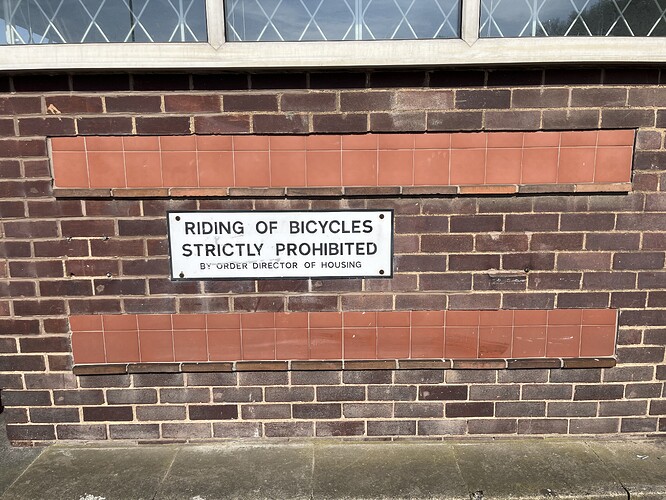 RIDING OF BICYCLES
STRICTLY PROHIBITED
BY ORDER DIRECTOR OF HOUSING